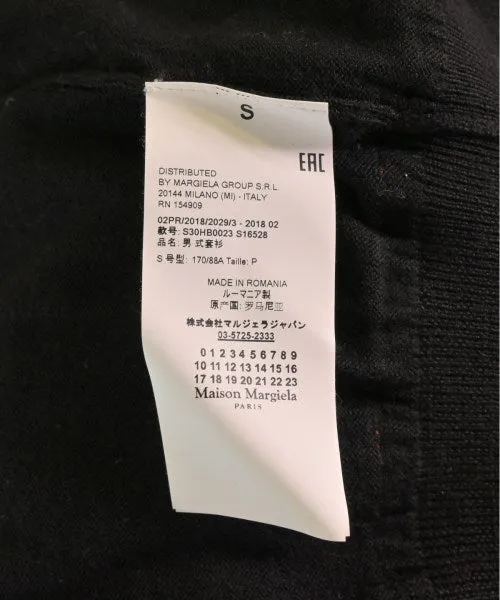 S
EAC
DISTRIBUTED
BY MARGIELA GROUP S.R.L
20144 MILANO (MI) - ITALY
RN 154909
02PR/2018/2029/3 - 2018 02
款号: S30HB0023 S16528
品名: 男 式套衫
S 号型: 170/88A Taille: P
MADE IN ROMANIA
ルーマニア製
原产国: 罗马尼亚
株式会社マルジェラジャパン
03-5725-2333
0 1 2 3 4 5 6 7 8 9
10 11 12 13 14 15 16
17 18 19 20 21 22 23
Maison Margiela
PARIS